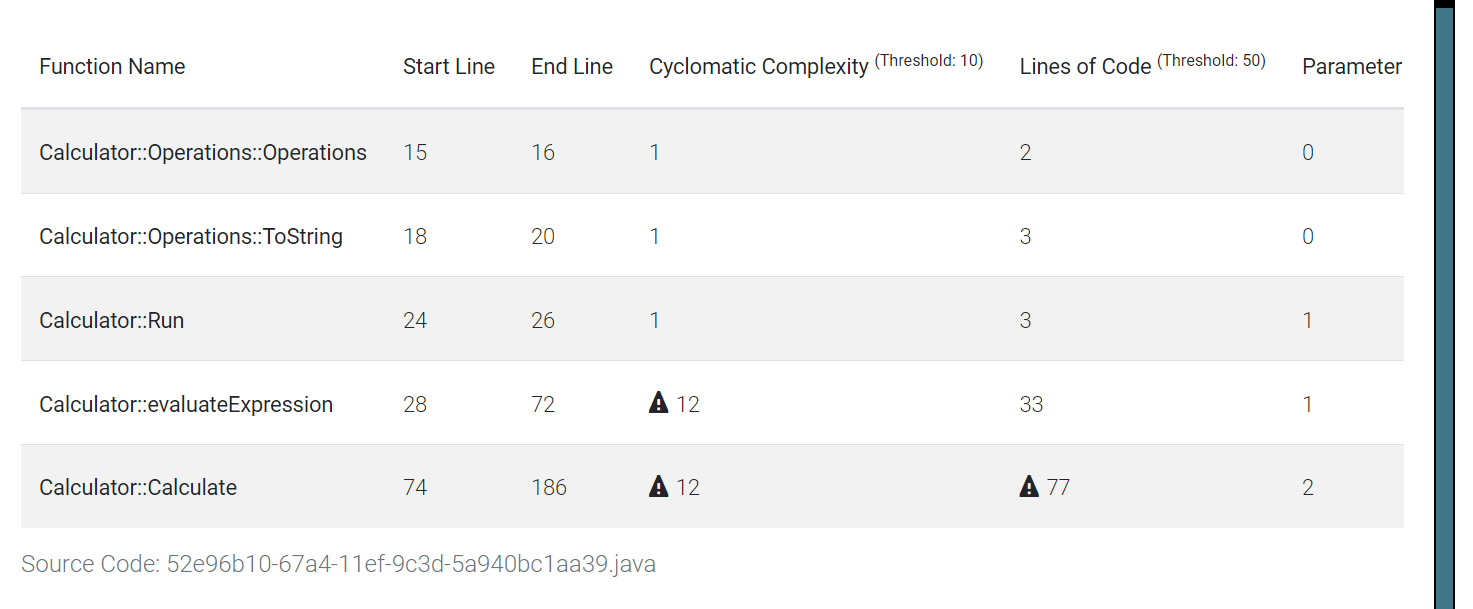 Function Name Start Line End Line Cyclomatic Complexity (Threshold: 10) Lines of Code (Threshold: 50) Parameter
Calculator::Operations::Operations 15 16 1 2 0
Calculator::Operations::ToString 18 20 1 3 0
Calculator::Run 24 26 1 3 1
Calculator::evaluateExpression 28 72 12 33 1
Calculator::Calculate 74 186 12 77 2
Source Code: 52e96b10-67a4-11ef-9c3d-5a940bc1aa39.java